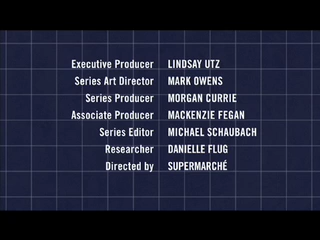 Executive Producer LINDSAY UTZ
Series Art Director MARK OWENS
Series Producer MORGAN CURRIE
Associate Producer MACKENZIE FEGAN
Series Editor MICHAEL SCHAUBACH
Researcher DANIELLE FLUG
Directed by SUPERMARCHÉ